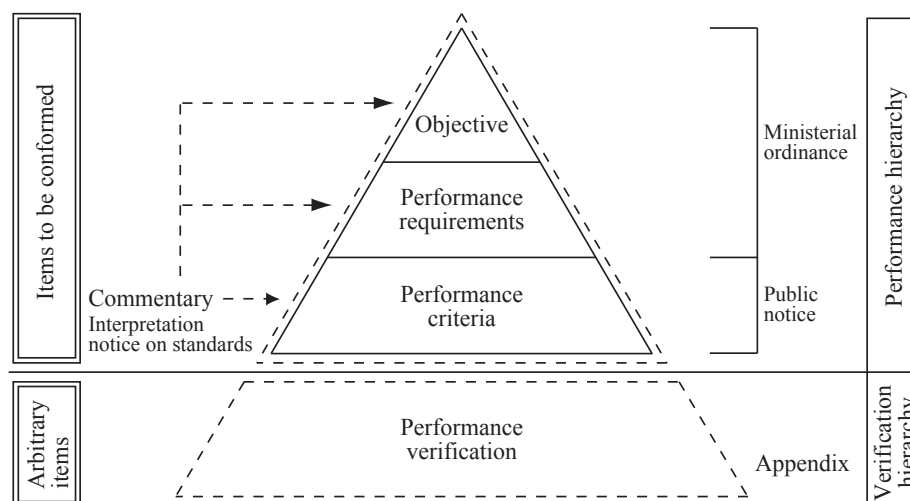 Items to be conformed
Objective
Performance
requirements
Performance
criteria
Commentary
Interpretation
notice on standards
Ministerial
ordinance
Public
notice
Performance hierarchy
Arbitrary
items
Performance
verification
Appendix
Verification
hierarchy